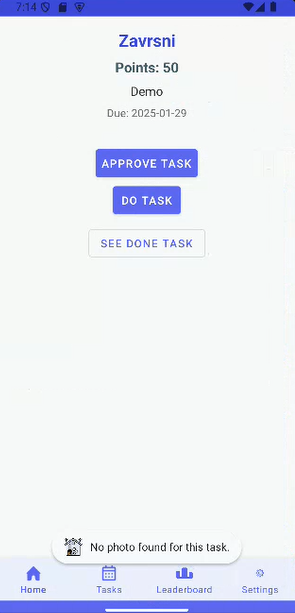 7:14
Zavrsni
Points: 50
Demo
Due: 2025-01-29
APPROVE TASK
DO TASK
SEE DONE TASK
No photo found for this task.
Home Tasks Leaderboard Settings